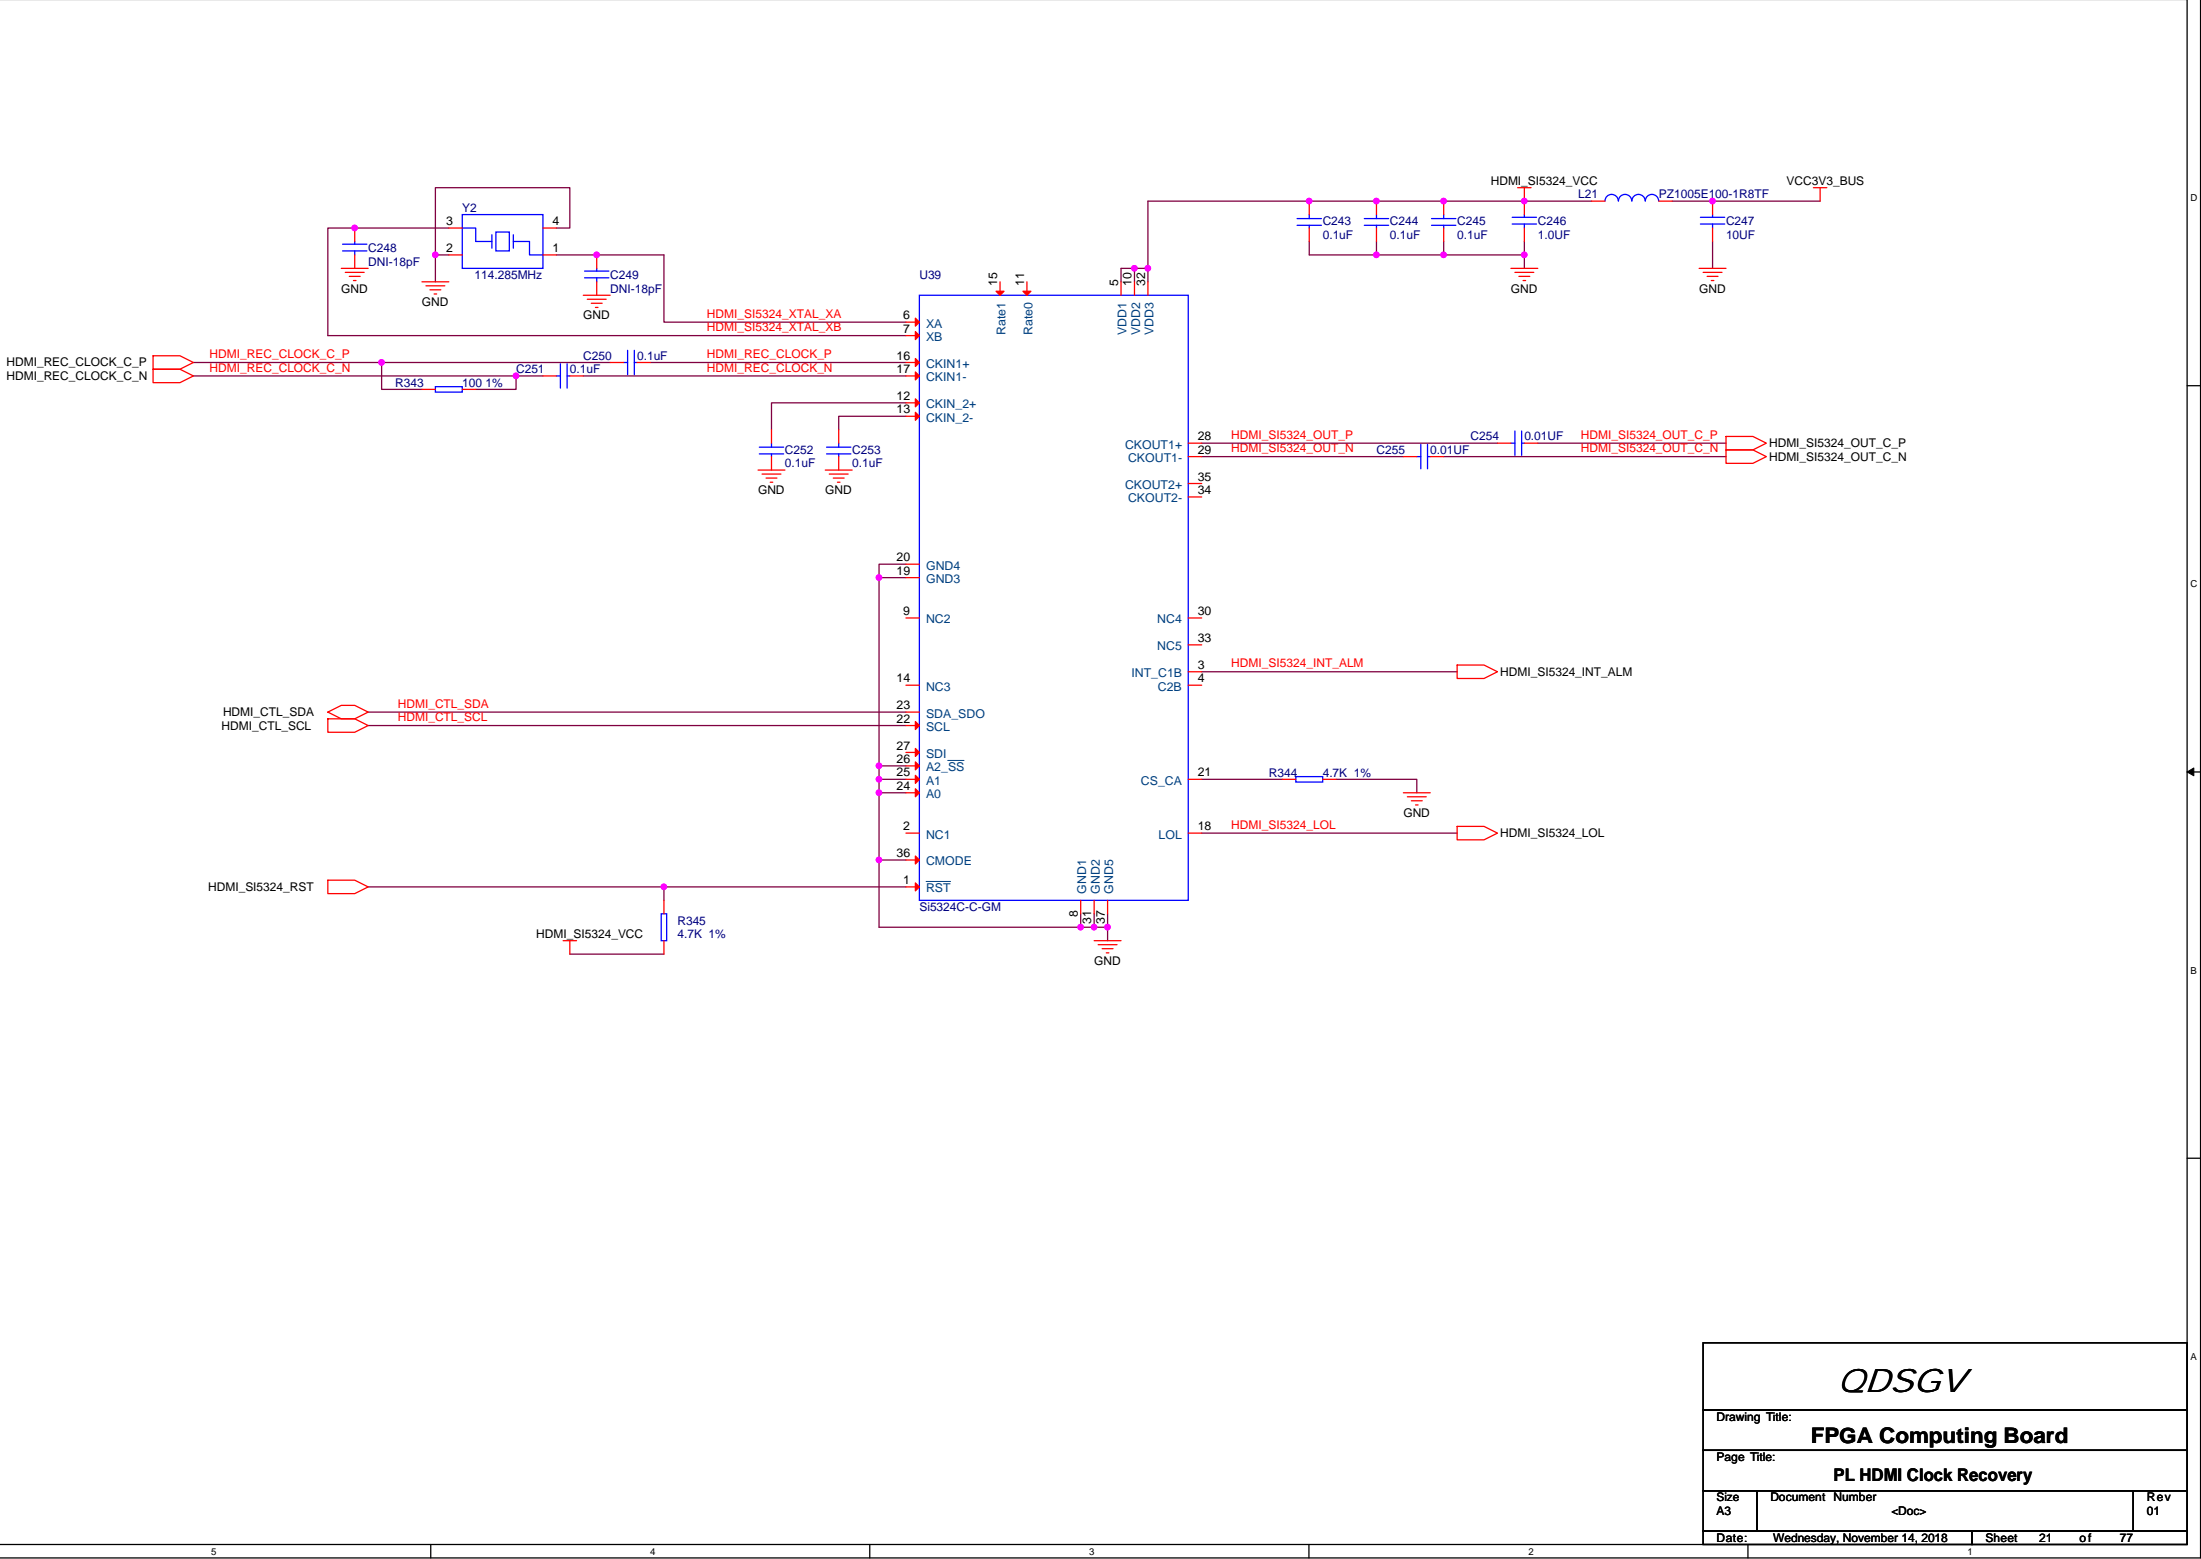 HDMI_SI5324_VCC
VCC3V3_BUS
L21
PZ1005E100-1R8TF
C243
0.1uF
C244
0.1uF
C245
0.1uF
C246
1.0UF
C247
10UF
GND
GND
D
Y2
3
4
2
1
114.285MHz
C248
DNI-18pF
GND
GND
C249
DNI-18pF
GND
U39
15
11
5
10
32
Rate1
Rate0
VDD1
VDD2
VDD3
HDMI_SI5324_XTAL_XA
6
XA
HDMI_SI5324_XTAL_XB
7
XB
HDMI_REC_CLOCK_C_P
HDMI_REC_CLOCK_C_P
C250
0.1uF
HDMI_REC_CLOCK_P
16
CKIN1+
HDMI_REC_CLOCK_C_N
HDMI_REC_CLOCK_C_N
C251
0.1uF
HDMI_REC_CLOCK_N
17
CKIN1-
R343
100 1%
12
CKIN_2+
13
CKIN_2-
C252
0.1uF
GND
C253
0.1uF
GND
CKOUT1+
28
HDMI_SI5324_OUT_P
C254
0.01UF
HDMI_SI5324_OUT_C_P
HDMI_SI5324_OUT_C_P
CKOUT1-
29
HDMI_SI5324_OUT_N
C255
0.01UF
HDMI_SI5324_OUT_C_N
HDMI_SI5324_OUT_C_N
CKOUT2+
35
CKOUT2-
34
20
GND4
19
GND3
C
9
NC2
NC4
30
NC5
33
14
NC3
INT_C1B
3
HDMI_SI5324_INT_ALM
HDMI_SI5324_INT_ALM
C2B
4
HDMI_CTL_SDA
HDMI_CTL_SDA
23
SDA_SDO
HDMI_CTL_SCL
HDMI_CTL_SCL
22
SCL
27
SDI
26
A2_SS
25
A1
24
A0
CS_CA
21
R344
4.7K 1%
GND
2
NC1
LOL
18
HDMI_SI5324_LOL
HDMI_SI5324_LOL
36
CMODE
HDMI_SI5324_RST
1
RST
GND1
GND2
GND5
Si5324C-C-GM
8
31
37
GND
R345
4.7K 1%
HDMI_SI5324_VCC
B
A
QDSGV
Drawing Title:
FPGA Computing Board
Page Title:
PL HDMI Clock Recovery
Size
A3
Document Number
<Doc>
Rev
01
Date: Wednesday, November 14, 2018 Sheet 21 of 77
5
4
3
2
1